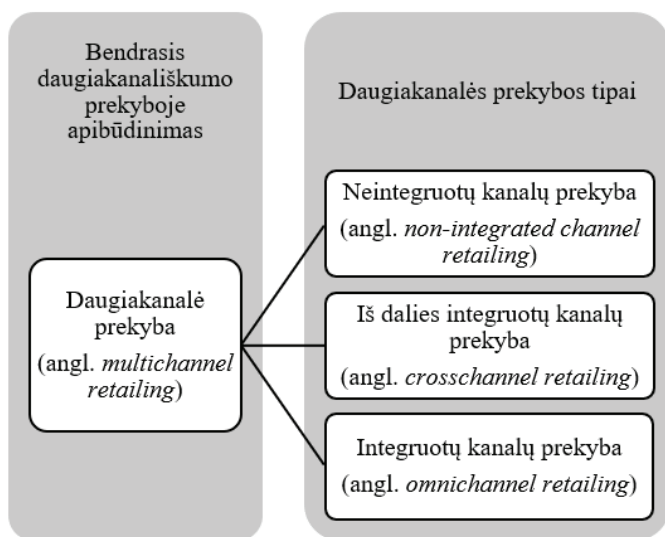 Bendrasis
daugiakanališkumo
prekyboje
apibūdinimas
Daugiakanalė
prekyba
(angl. multichannel
retailing)
Daugiakanalės prekybos tipai
Neintegruotų kanalų prekyba
(angl. non-integrated channel
retailing)
Iš dalies integruotų kanalų
prekyba
(angl. crosschannel retailing)
Integruotų kanalų prekyba
(angl. omnichannel retailing)